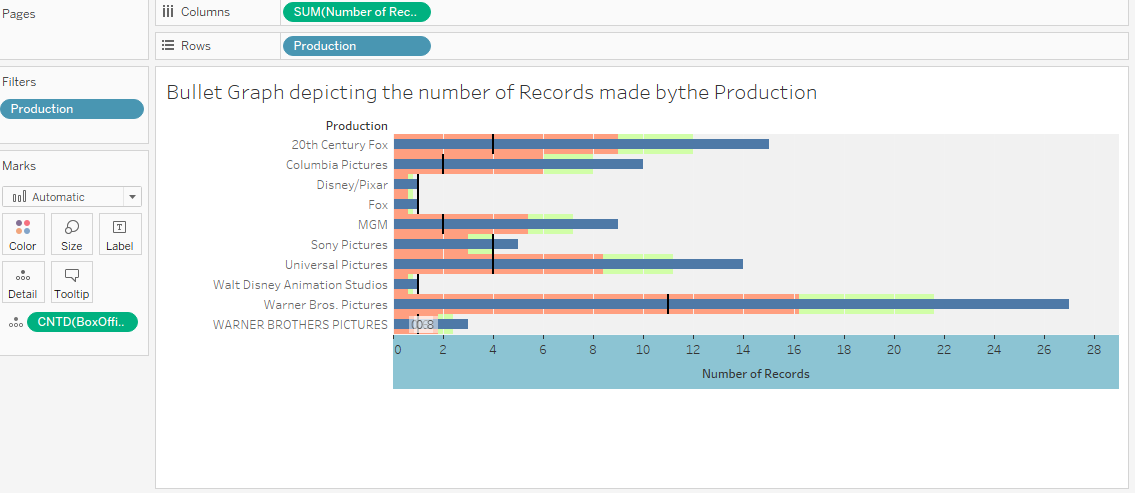 Pages
Columns
SUM(Number of Rec..
Rows
Production
Filters
Production
Marks
Automatic
Color
Size
Label
Detail
Tooltip
CNTD(BoxOffi..
Bullet Graph depicting the number of Records made bythe Production
Production
20th Century Fox
Columbia Pictures
Disney/Pixar
Fox
MGM
Sony Pictures
Universal Pictures
Walt Disney Animation Studios
Warner Bros. Pictures
WARNER BROTHERS PICTURES
0 2 4 6 8 10 12 14 16 18 20 22 24 26 28
Number of Records